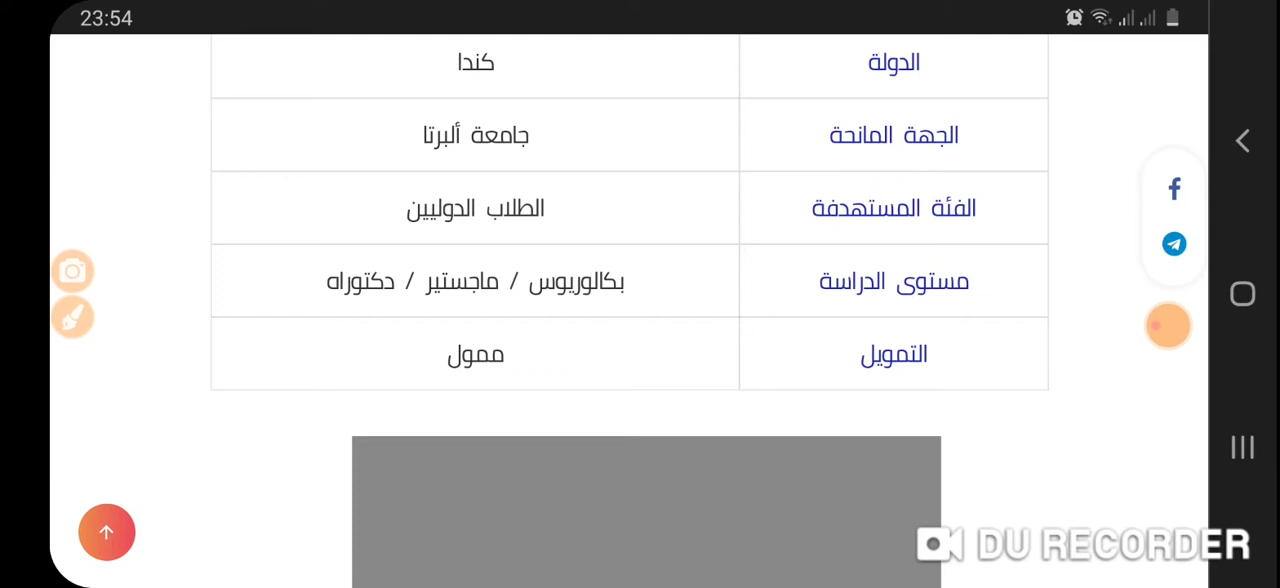 23:54
الدولة كندا
الجهة المانحة جامعة ألبرتا
الفئة المستهدفة الطلاب الدوليين
مستوى الدراسة بكالوريوس / ماجستير / دكتوراه
التمويل ممول
DU RECORDER